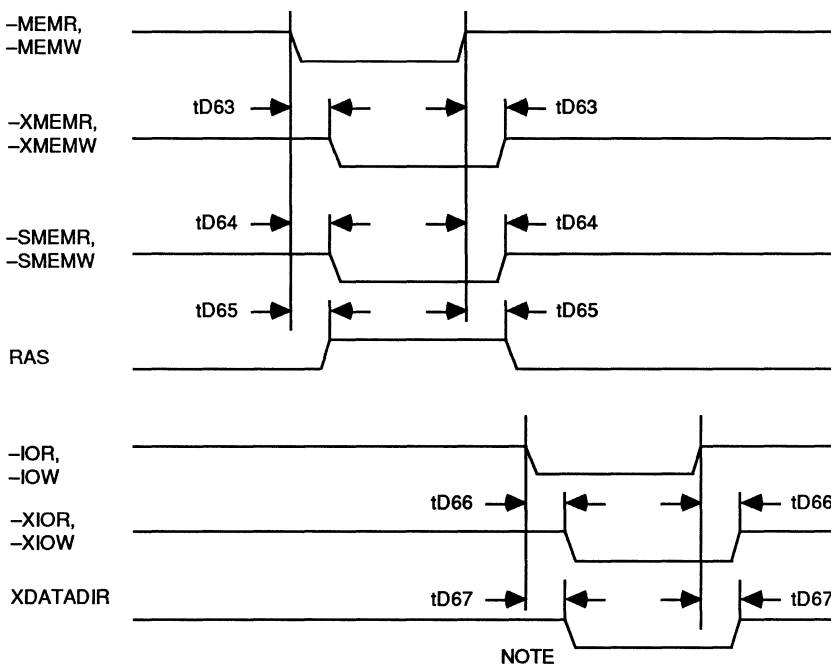 –MEMR,
–MEMW
tD63
tD63
–XMEMR,
–XMEMW
tD64
tD64
–SMEMR,
–SMEMW
tD65
tD65
RAS
–IOR,
–IOW
tD66
tD66
–XIOR,
–XIOW
XDATADIR
tD67
tD67
NOTE